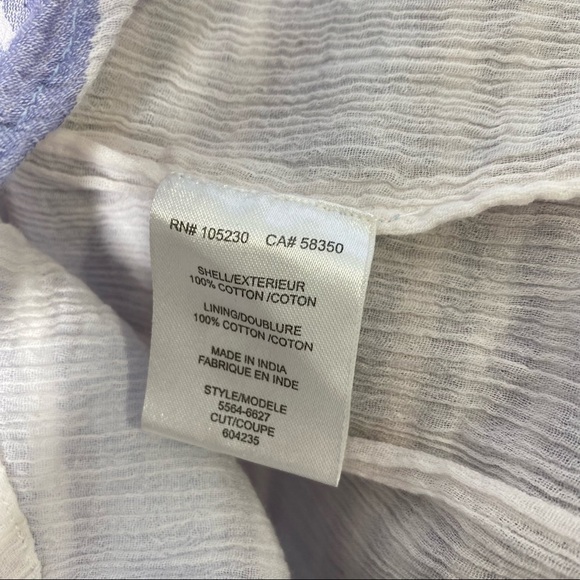 RN# 105230 CA# 58350
SHELL/EXTERIEUR
100% COTTON /COTON
LINING/DOUBLURE
100% COTTON /COTON
MADE IN INDIA
FABRIQUE EN INDE
STYLE/MODELE
5564-6627
CUT/COUPE
604235